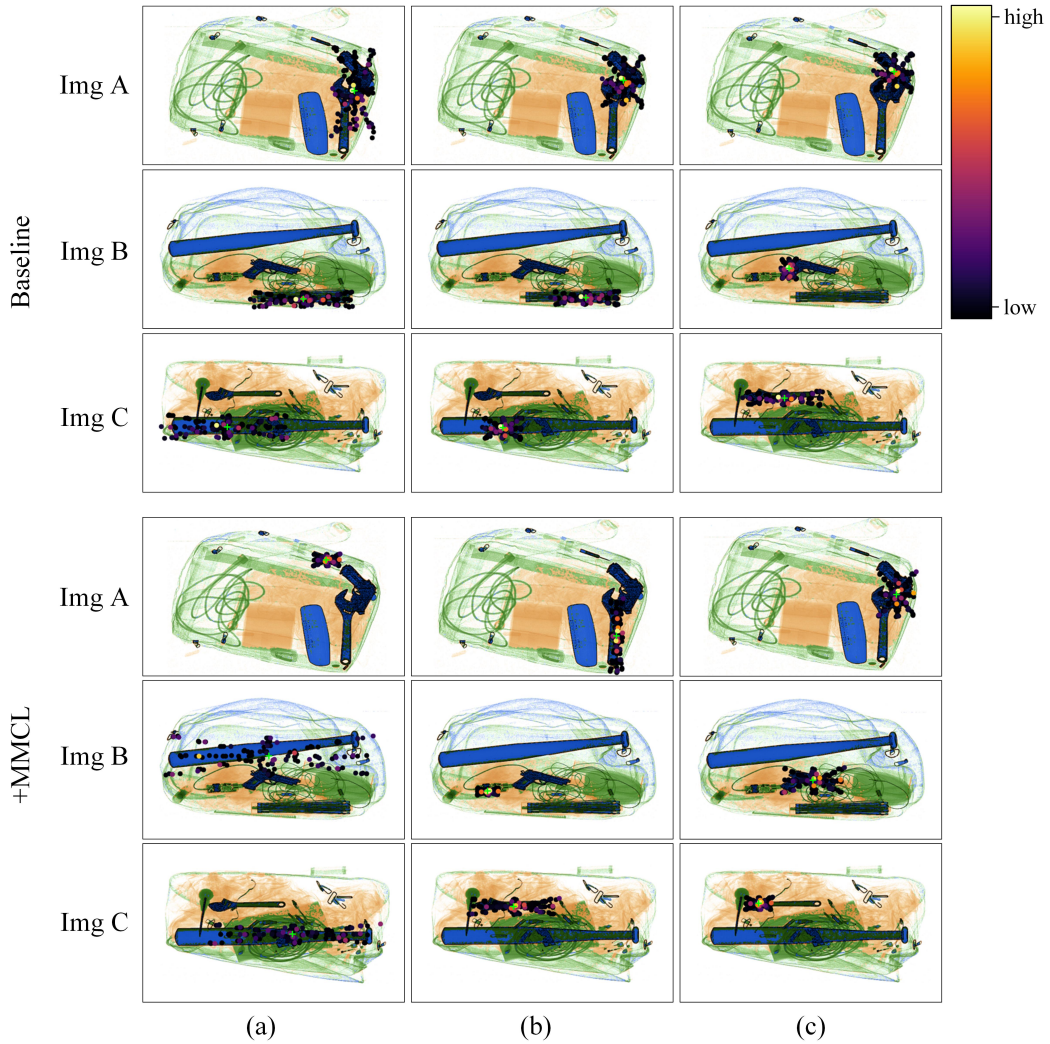 high
Img A
Baseline
Img B
low
Img C
Img A
+MMCL
Img B
Img C
(a) (b) (c)